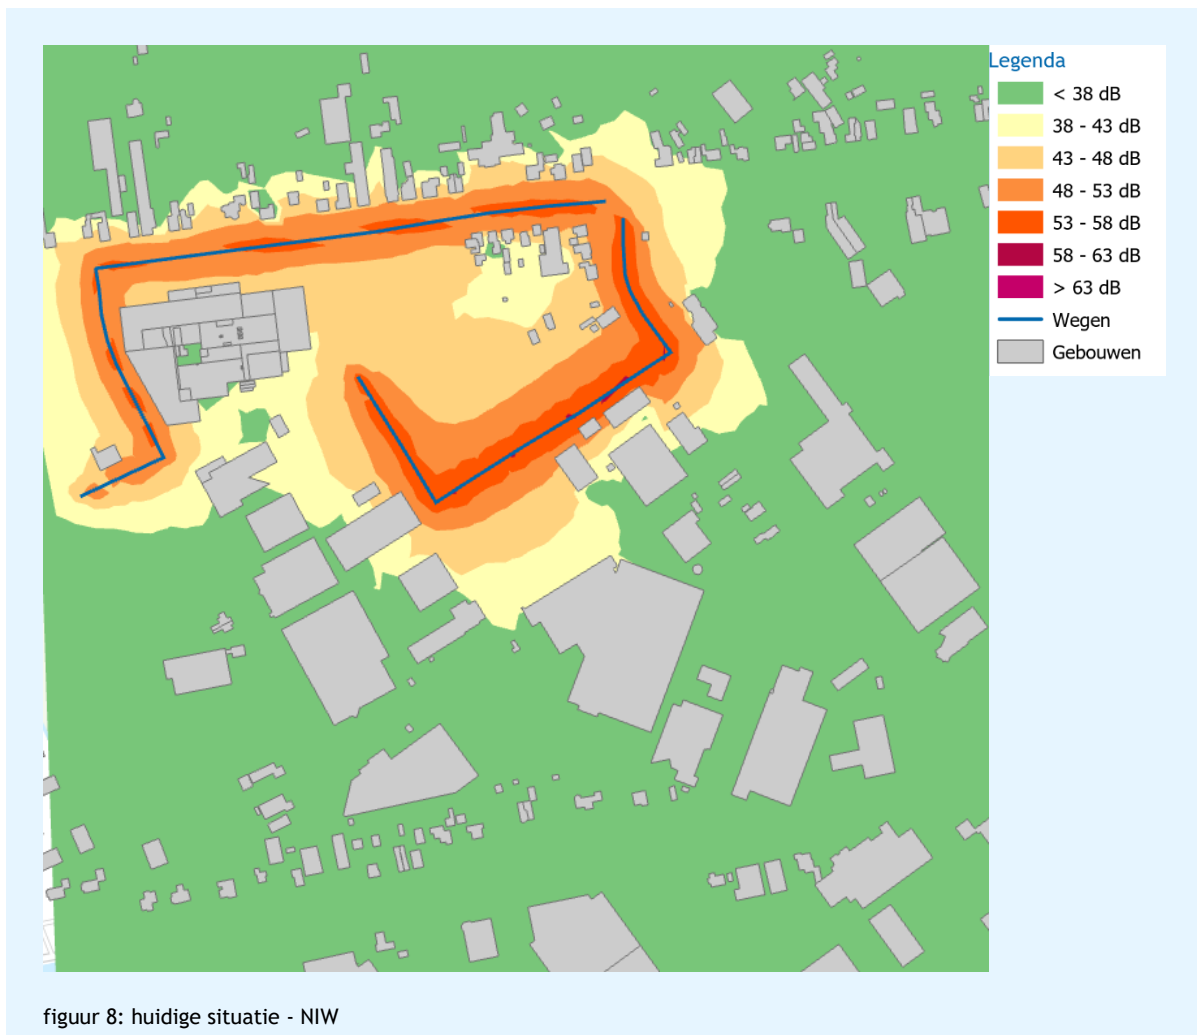 Legenda
< 38 dB
38 - 43 dB
43 - 48 dB
48 - 53 dB
53 - 58 dB
58 - 63 dB
> 63 dB
Wegen
Gebouwen
figuur 8: huidige situatie - NIW